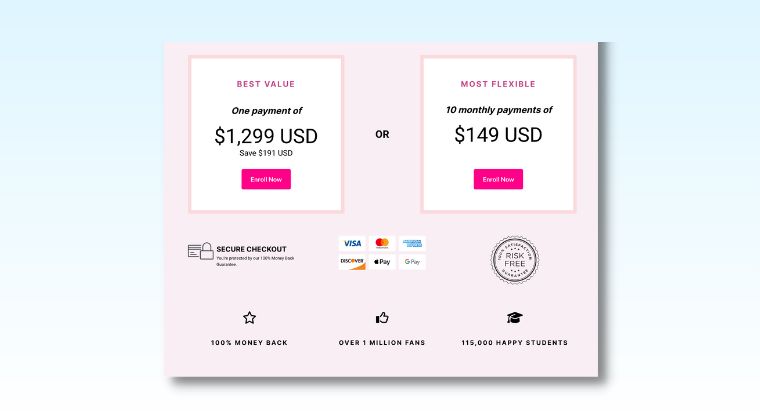 BEST VALUE
One payment of
$1,299 USD
Save $191 USD
Enroll Now
OR
MOST FLEXIBLE
10 monthly payments of
$149 USD
Enroll Now
SECURE CHECKOUT
You're protected by our 100% Money Back
Guarantee.
VISA
mastercard
AMERICAN
EXPRESS
DISCOVER
Pay
G Pay
100% SATISFACTION
RISK
FREE
GUARANTEE
100% MONEY BACK
OVER 1 MILLION FANS
115,000 HAPPY STUDENTS